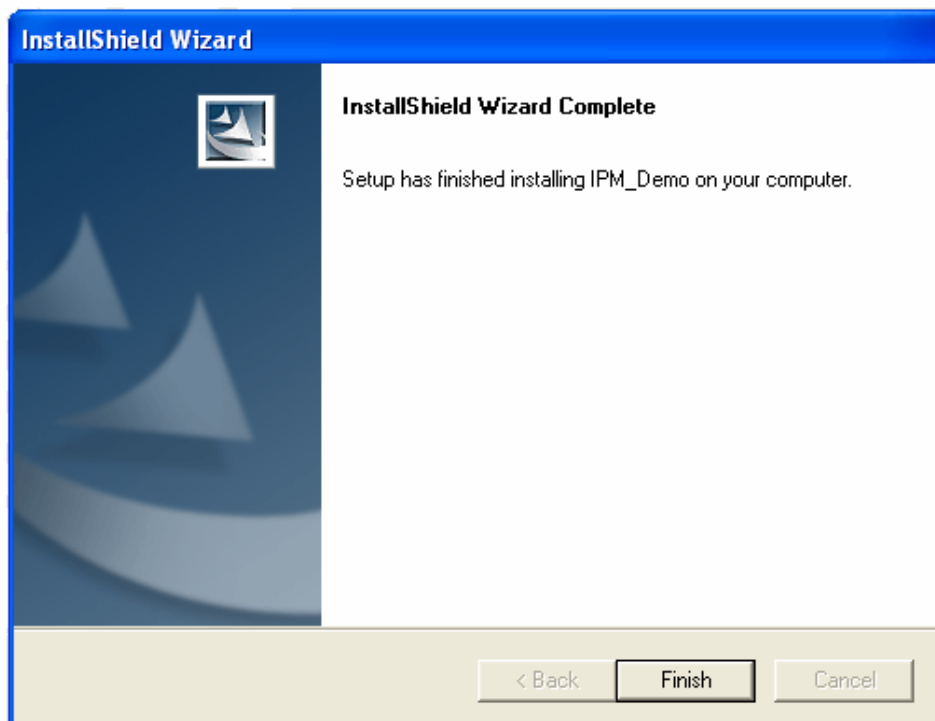 InstallShield Wizard
InstallShield Wizard Complete
Setup has finished installing IPM_Demo on your computer.
< Back Finish Cancel